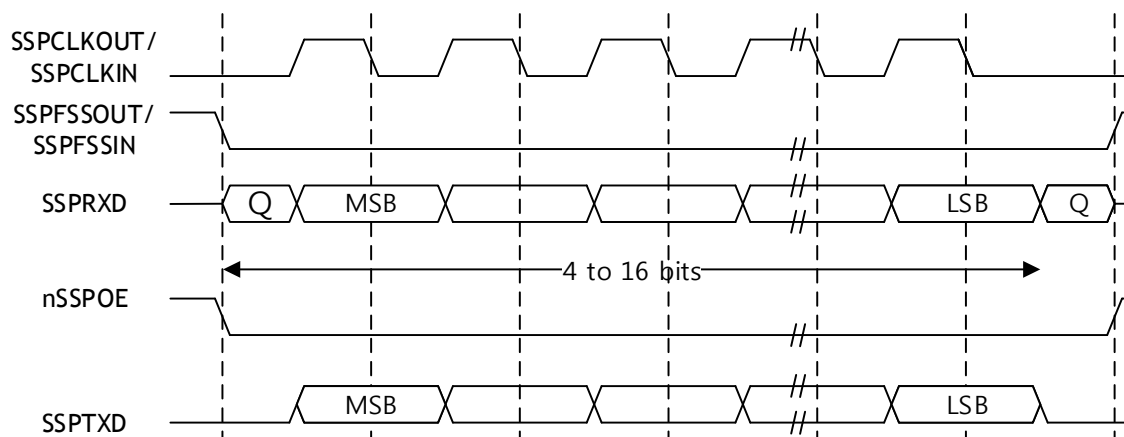 SSPCLKOUT/
SSPCLKIN
SSPFSSOUT/
SSPFSSIN
SSPRXD
Q
MSB
LSB
Q
4 to 16 bits
nSSPOE
SSPTXD
MSB
LSB